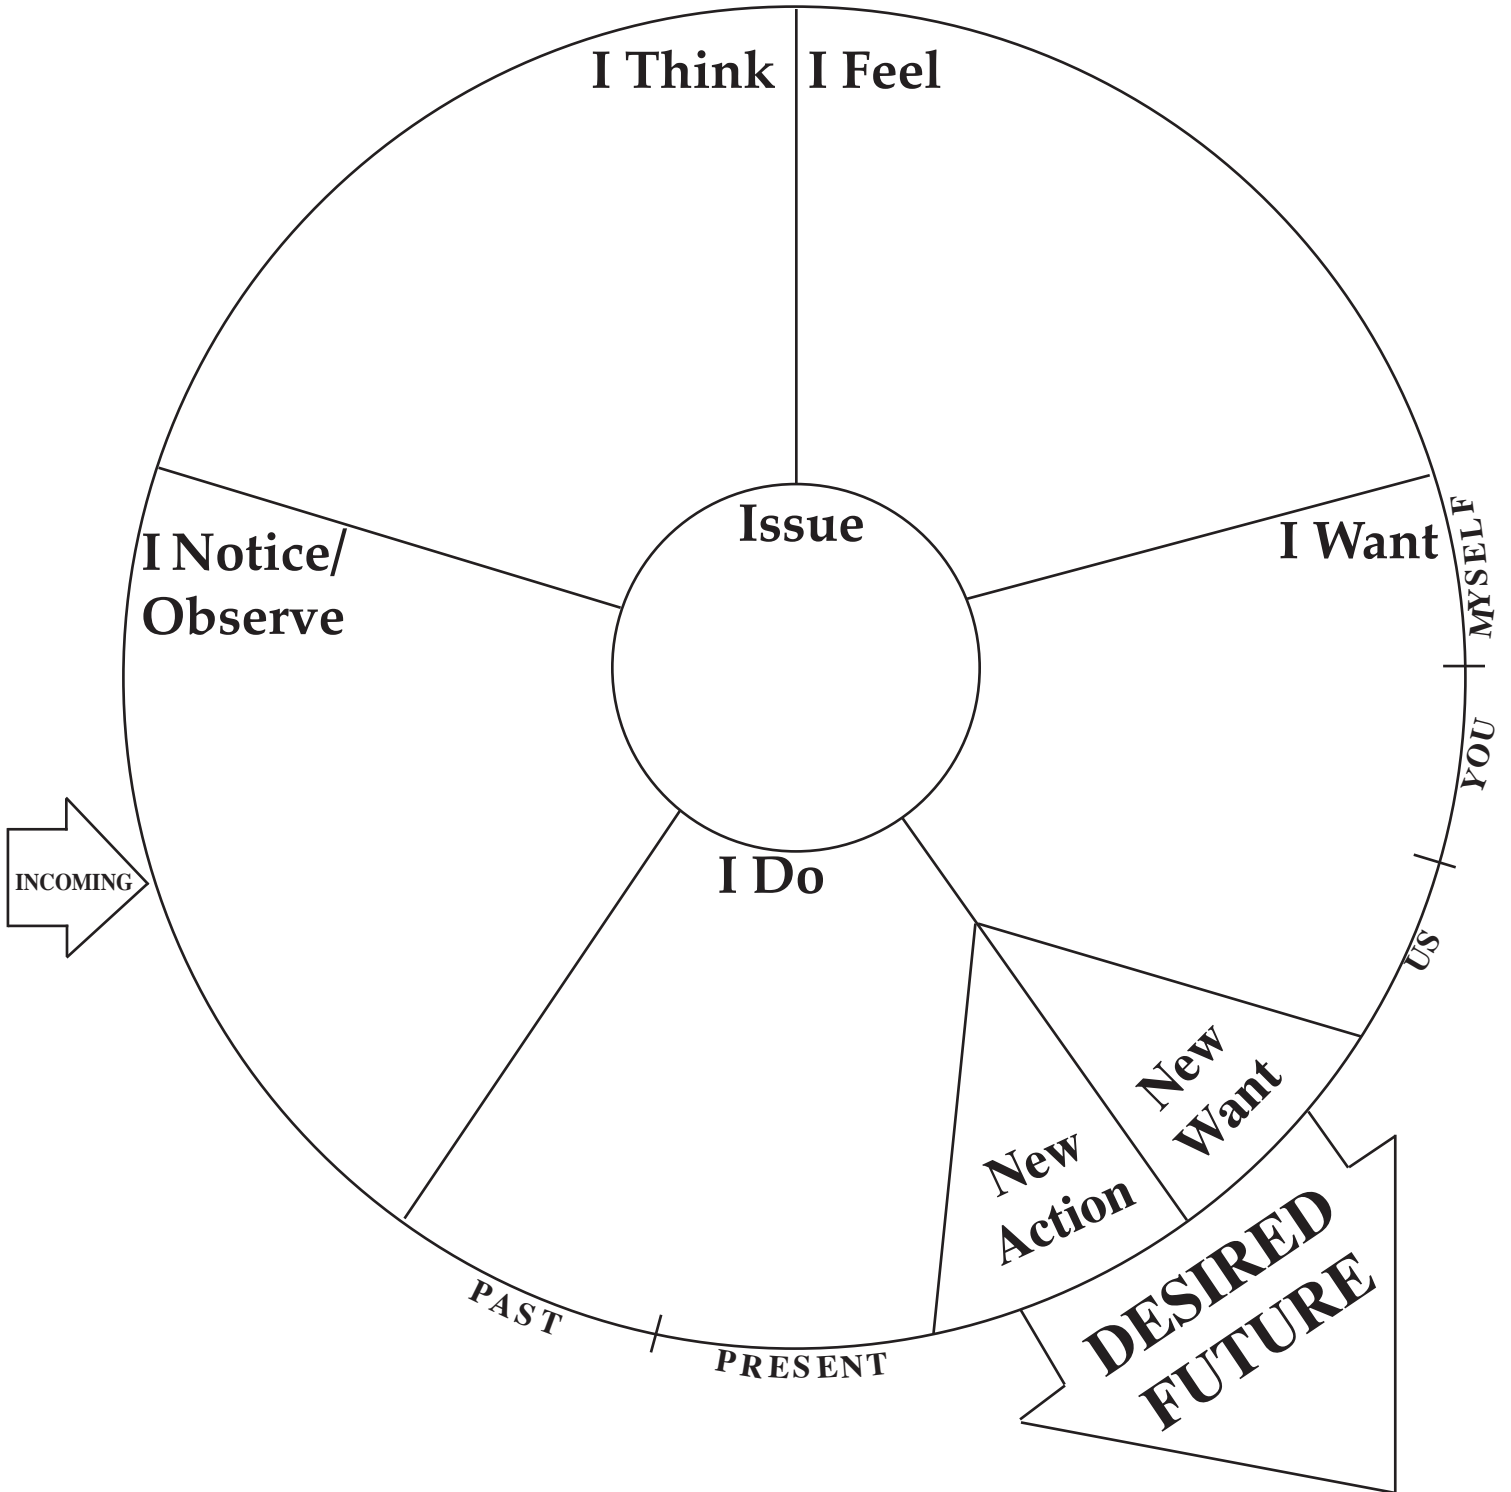 I Think
I Feel
Issue
I Want
I Notice/
Observe
MYSELF
YOU
US
INCOMING
I Do
New
Want
New
Action
PAST
PRESENT
DESIRED
FUTURE